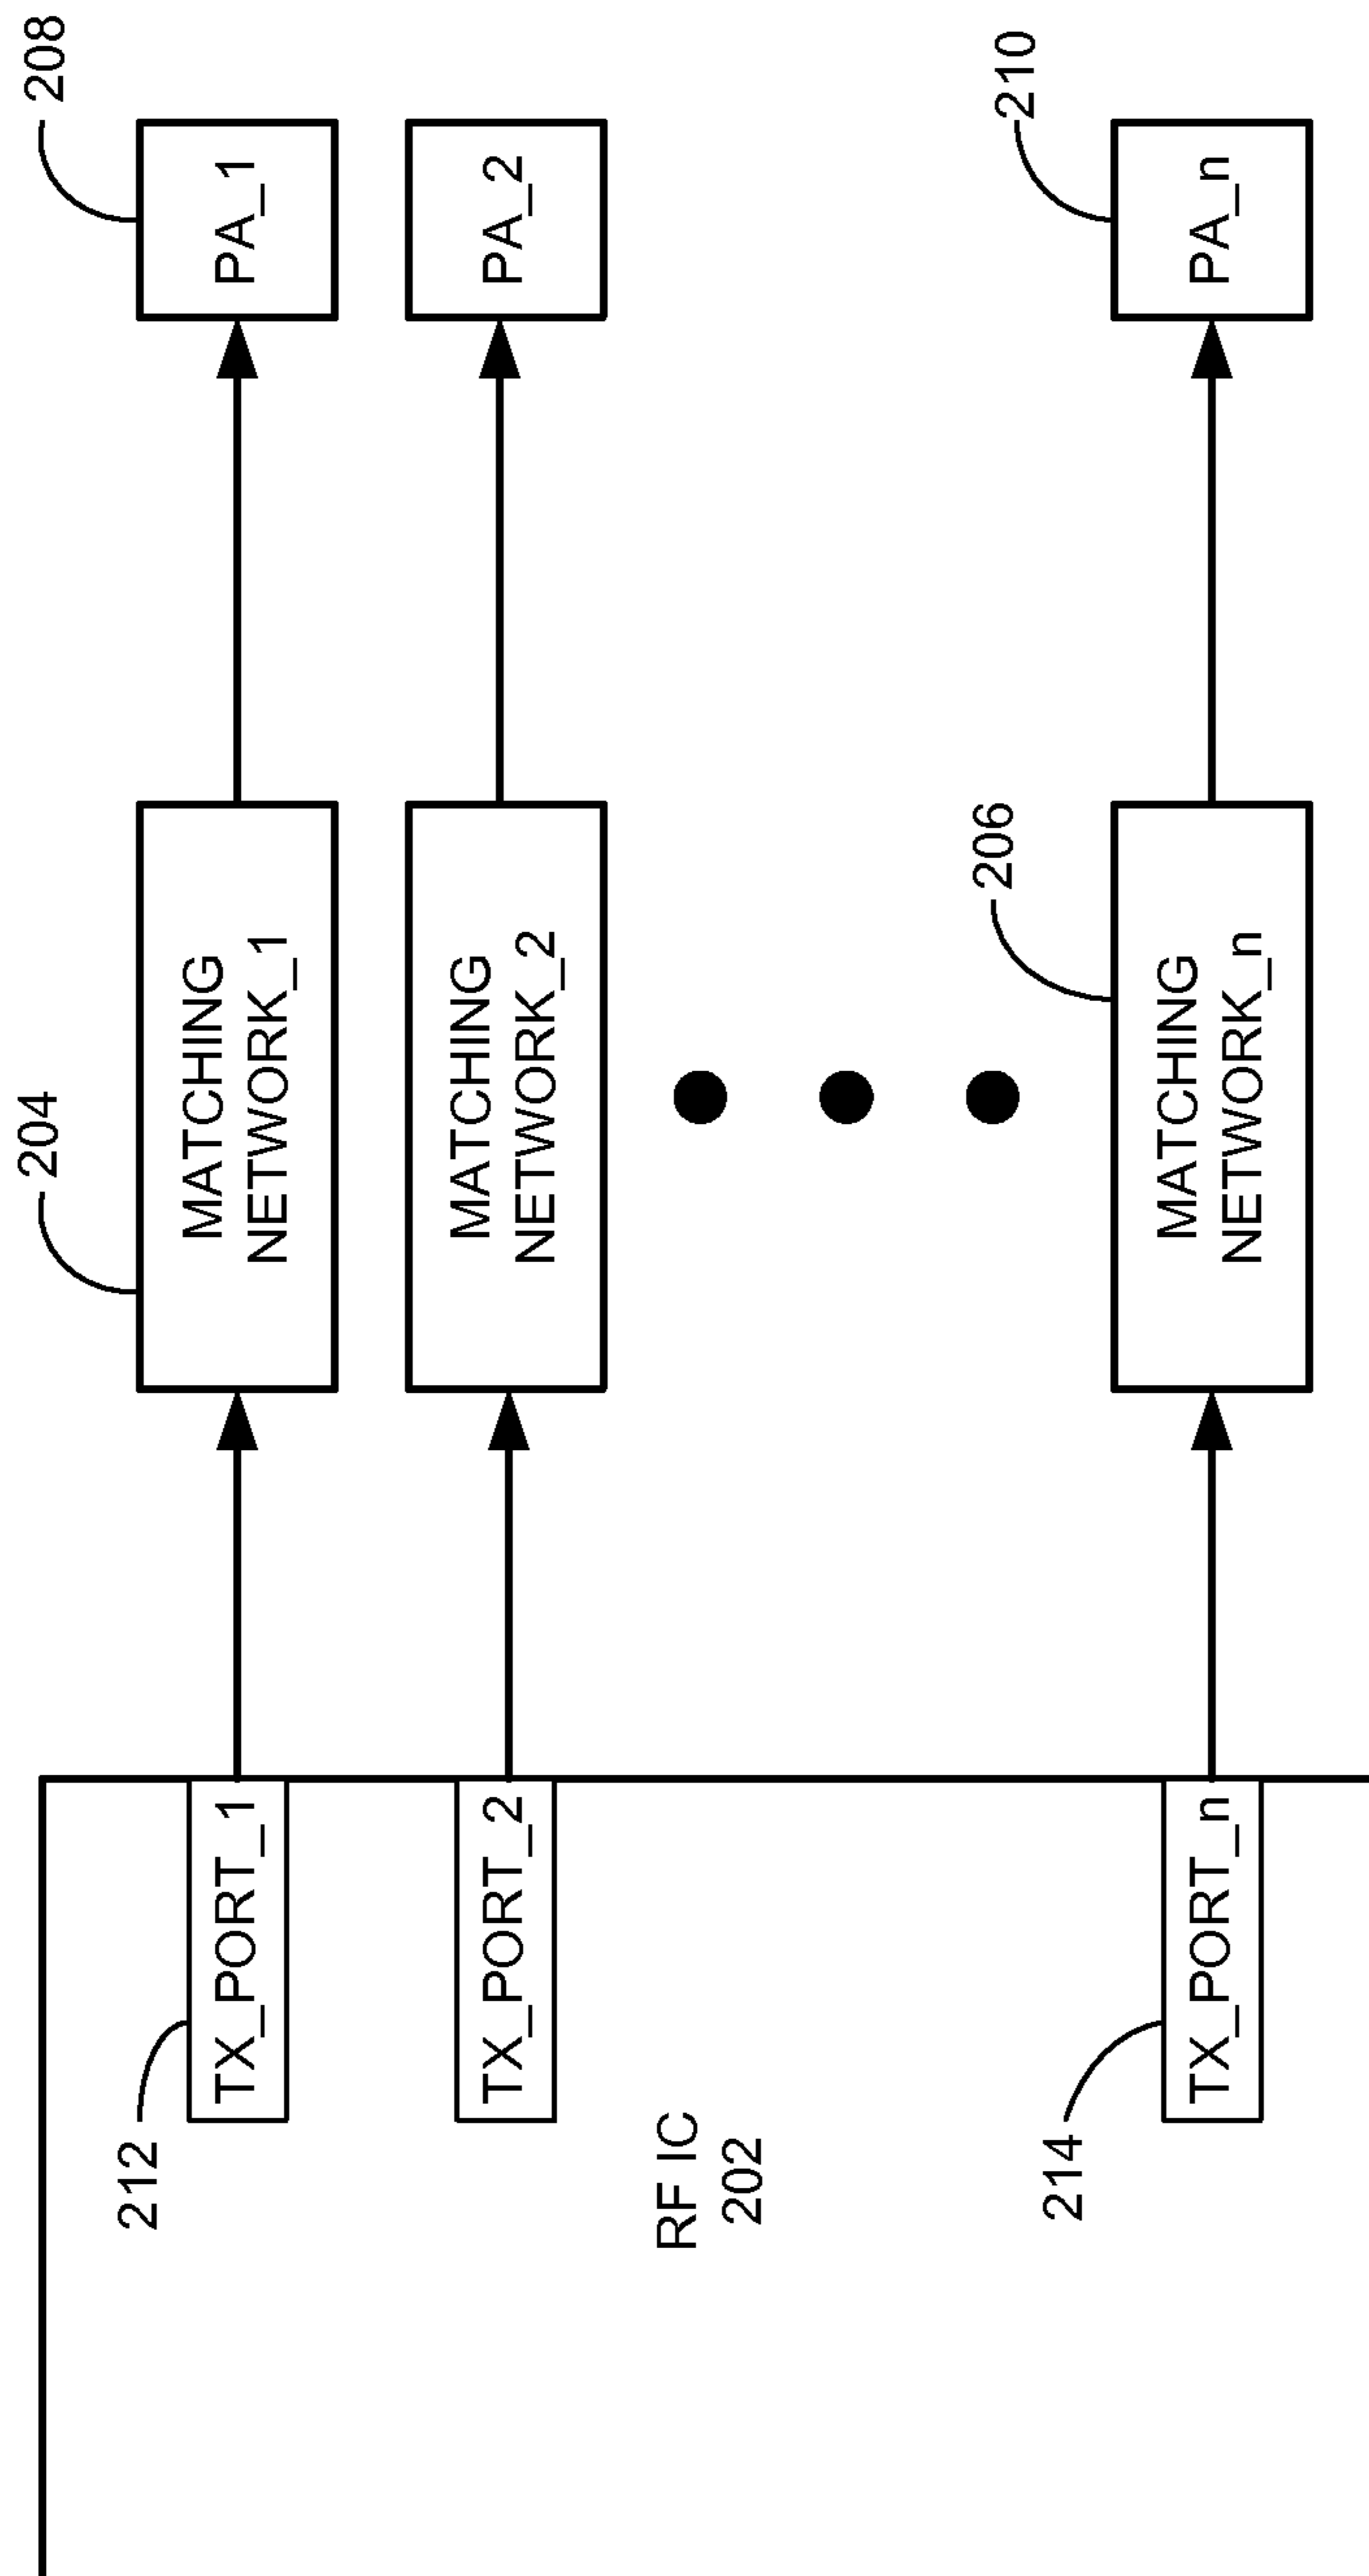 212
TX_PORT_1
204
MATCHING
NETWORK_1
208
PA_1
TX_PORT_2
MATCHING
NETWORK_2
PA_2
RF IC
202
214
TX_PORT_n
206
MATCHING
NETWORK_n
210
PA_n